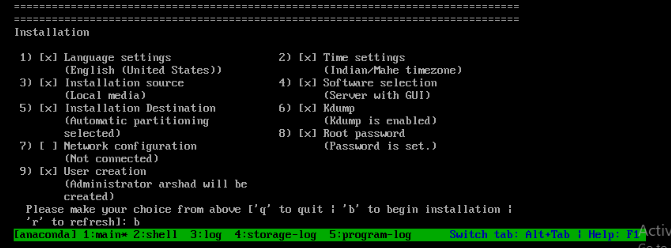 ================================================================================
================================================================================
Installation
1) [x] Language settings 2) [x] Time settings
(English (United States)) (Indian/Mahe timezone)
3) [x] Installation source 4) [x] Software selection
(Local media) (Server with GUI)
5) [x] Installation Destination 6) [x] Kdump
(Automatic partitioning (Kdump is enabled)
selected) 8) [x] Root password
7) [ ] Network configuration (Password is set.)
(Not connected)
9) [x] User creation
(Administrator arshad will be
created)
Please make your choice from above ['q' to quit | 'b' to begin installation |
'r' to refresh]: b
[anaconda] 1:main* 2:shell 3:log 4:storage-log 5:program-log Switch tab: Alt+Tab | Help: F1
Activ
Go to